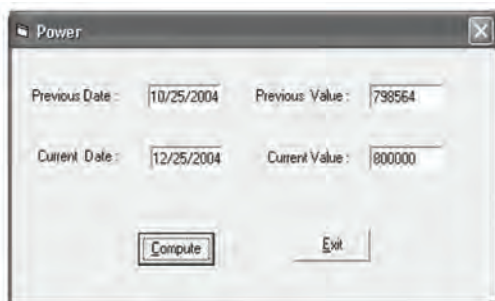 Power
Previous Date : 10/25/2004 Previous Value : 798564
Current Date : 12/25/2004 Current Value : 800000
Compute Exit